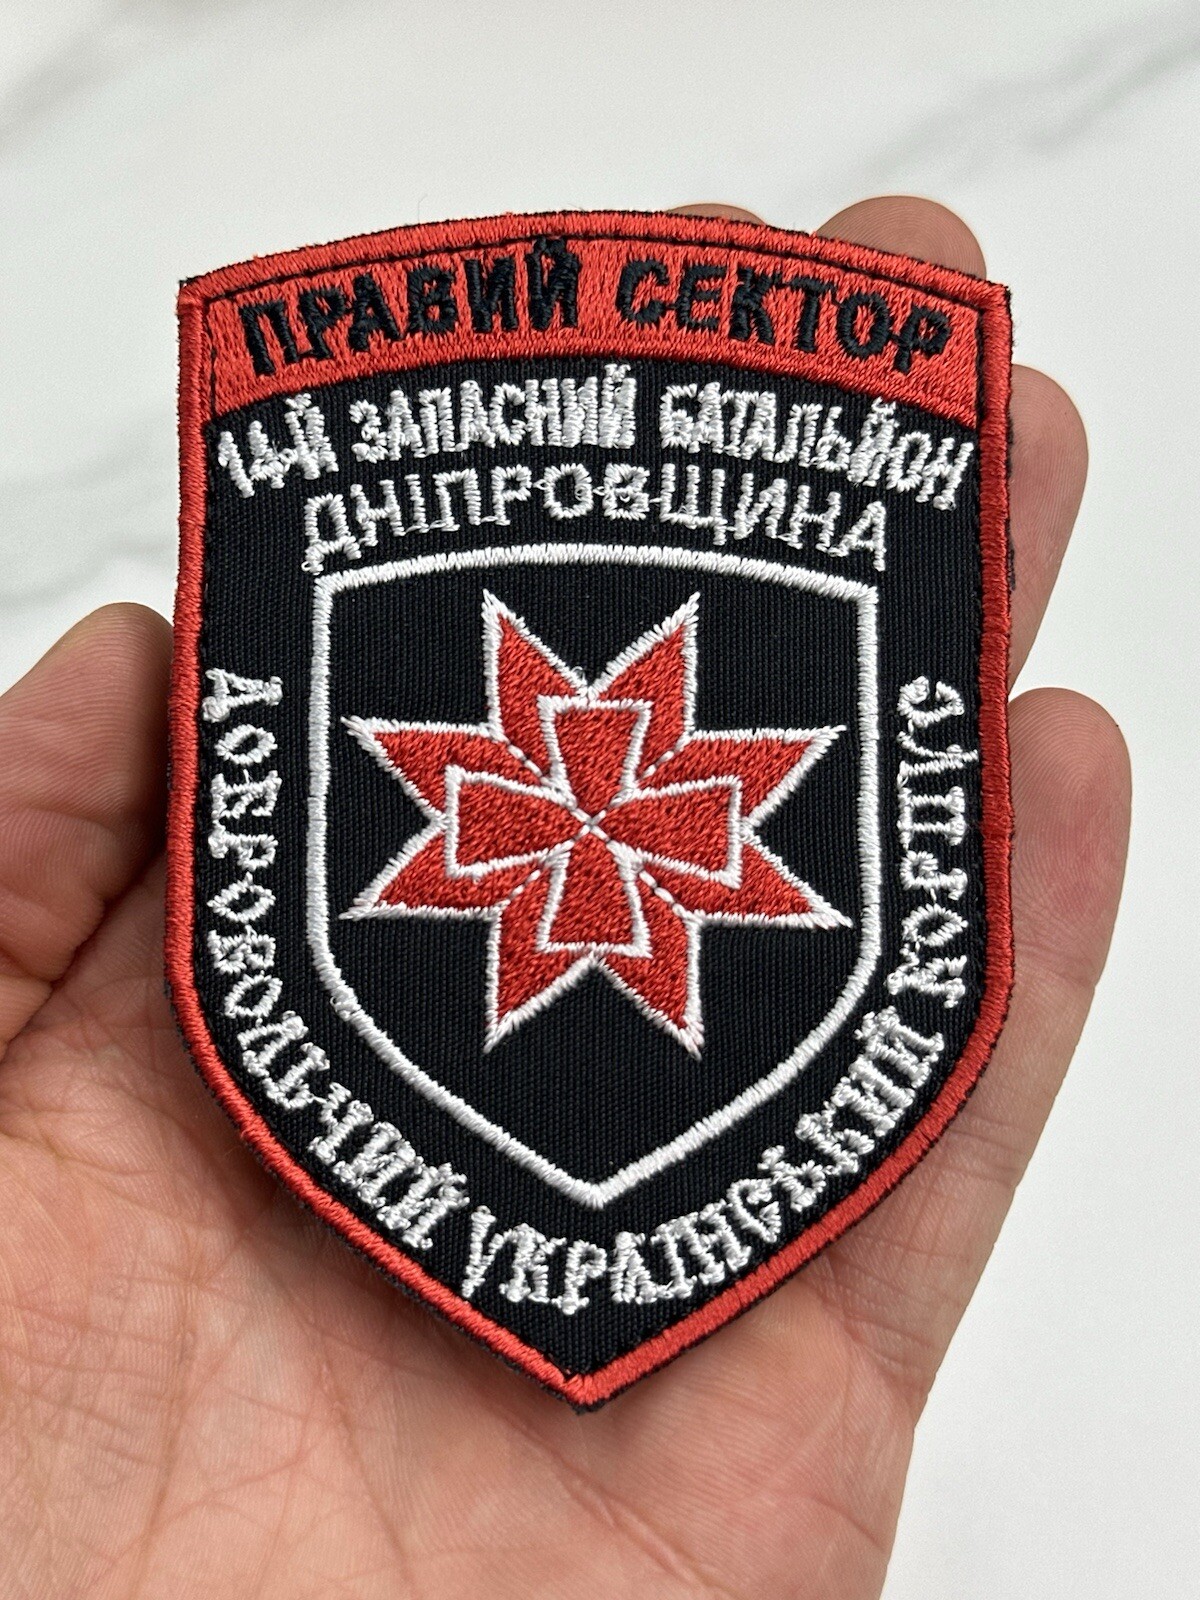 ПРАВИЙ СЕКТОР
14-Й ЗАПАСНИЙ БАТАЛЬЙОН
ДНІПРОВЩИНА
ДОБРОВОЛЬЧИЙ УКРАЇНСЬКИЙ КОРПУС